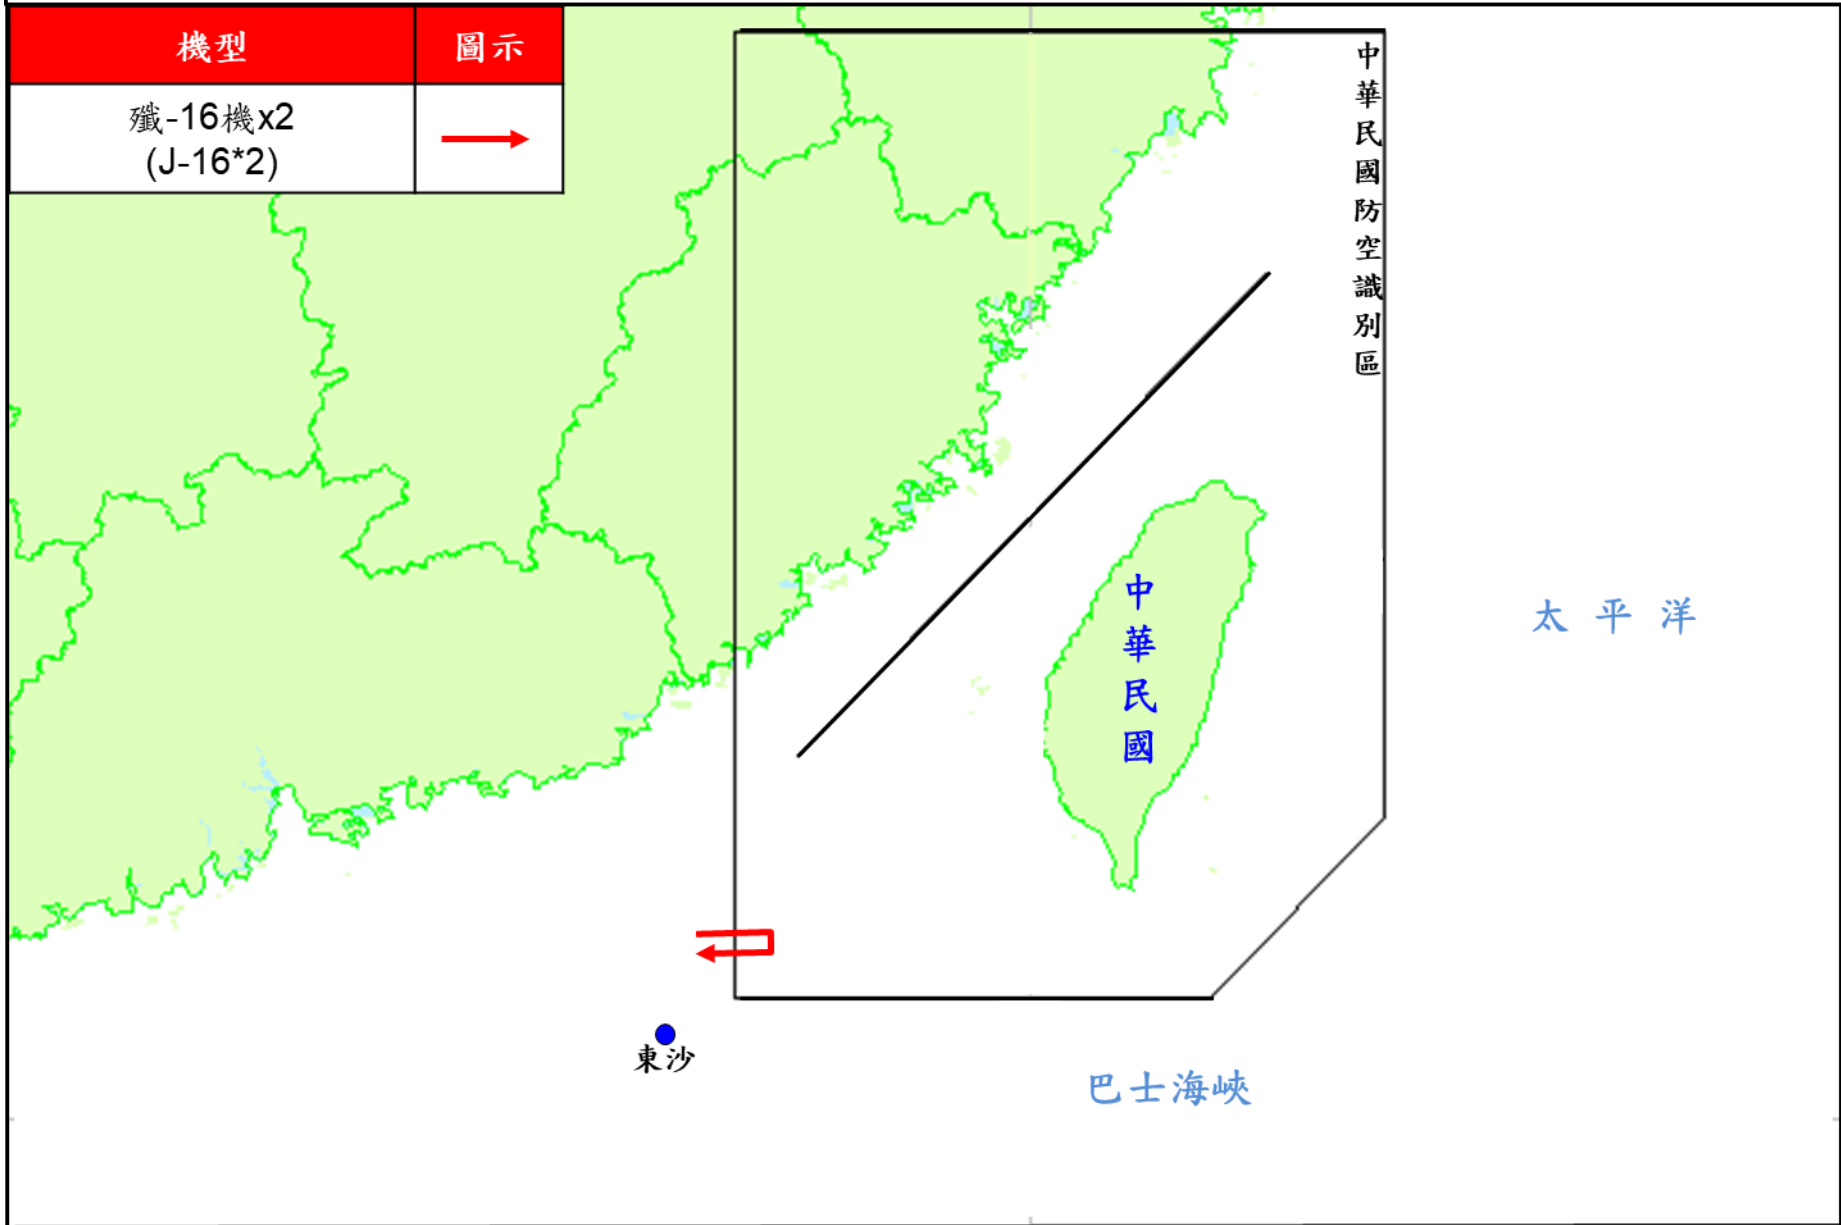 機型
圖示
殲-16機x2
(J-16*2)
中華民國防空識別區
中華民國
太平洋
東沙
巴士海峽